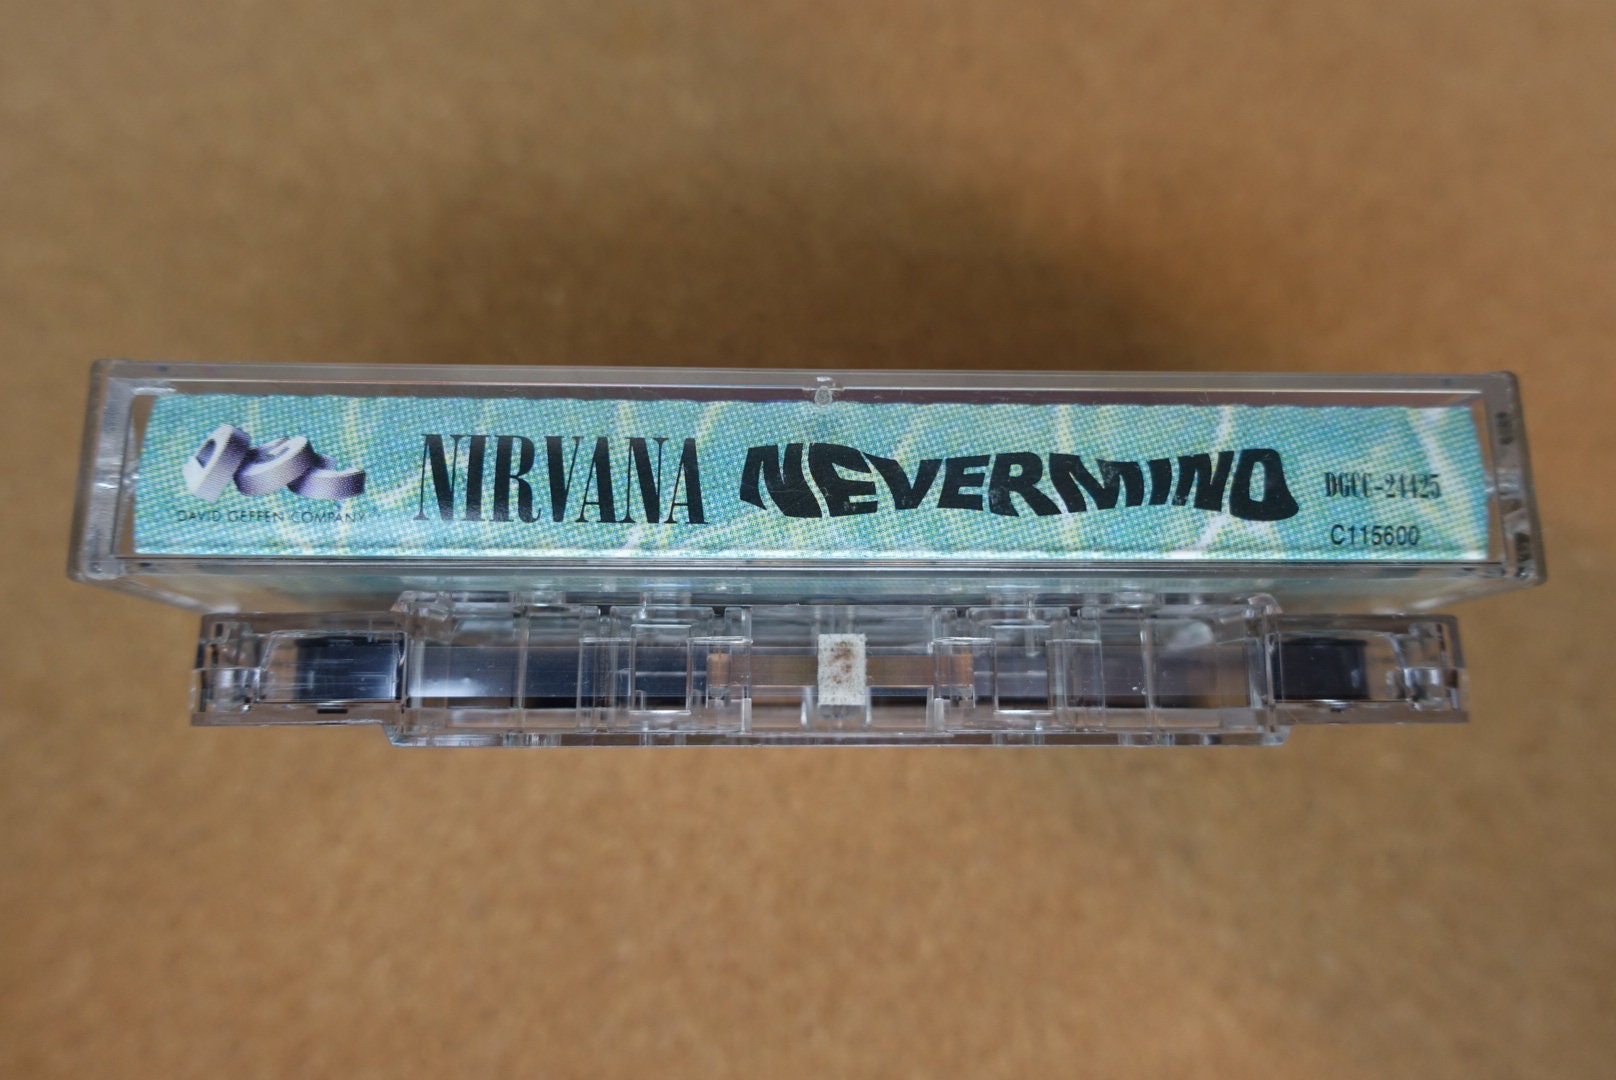 DGC
DAVID GEFFEN COMPANY
NIRVANA
NEVERMIND
DGCC-24425
C115600